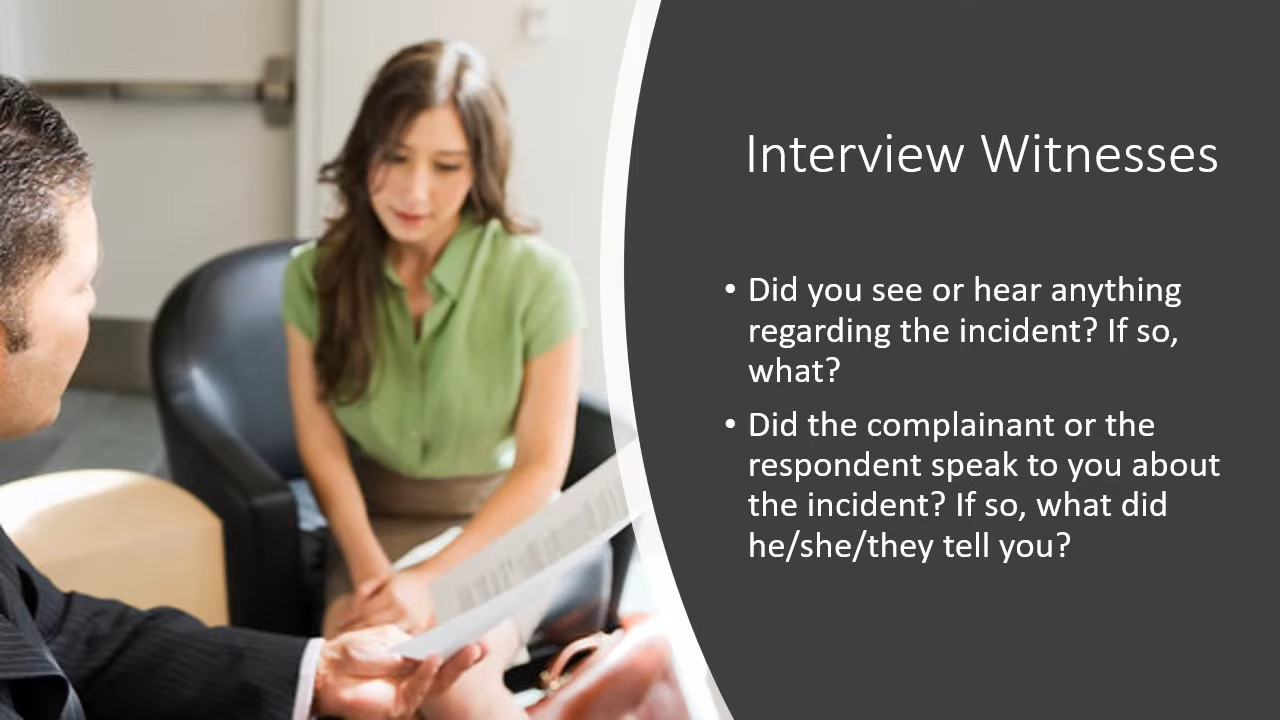 Interview Witnesses
• Did you see or hear anything
regarding the incident? If so,
what?
• Did the complainant or the
respondent speak to you about
the incident? If so, what did
he/she/they tell you?